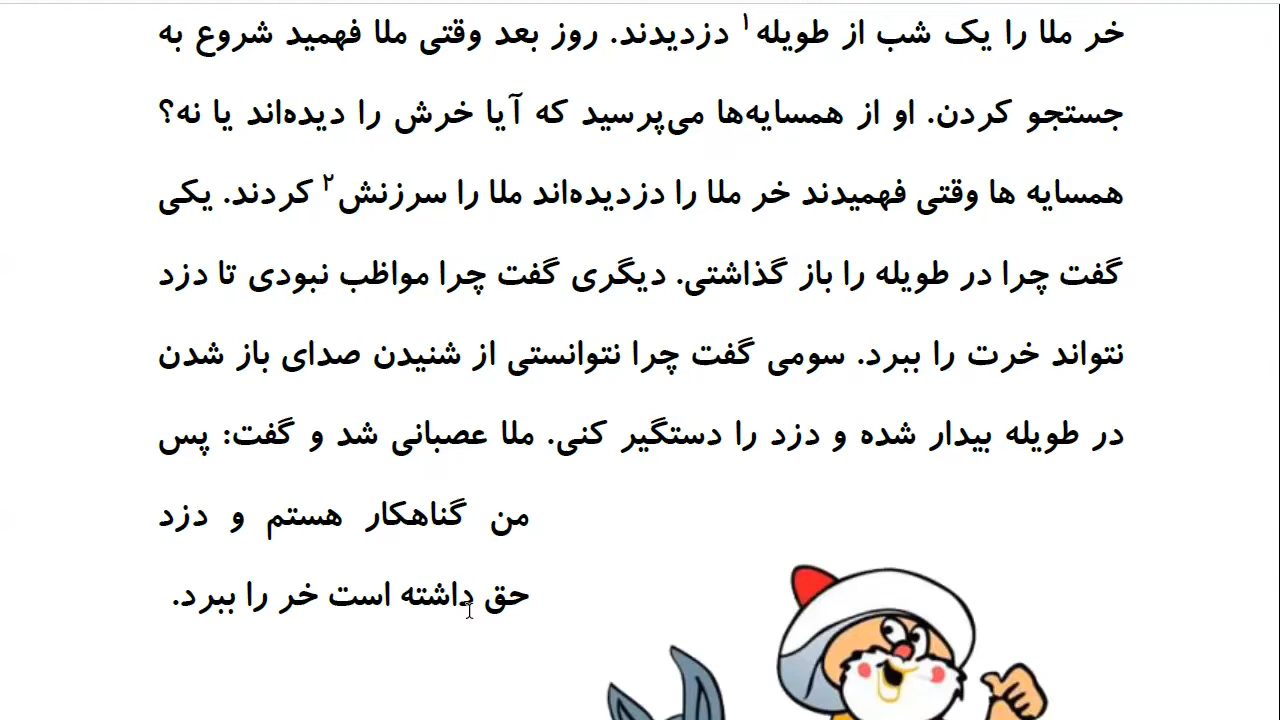 خر ملا را یک شب از طویله۱ دزدیدند. روز بعد وقتی ملا فهمید شروع به
جستجو کردن. او از همسایه‌ها می‌پرسید که آیا خرش را دیده‌اند یا نه؟
همسایه ها وقتی فهمیدند خر ملا را دزدیده‌اند ملا را سرزنش۲ کردند. یکی
گفت چرا در طویله را باز گذاشتی. دیگری گفت چرا مواظب نبودی تا دزد
نتواند خرت را ببرد. سومی گفت چرا نتوانستی از شنیدن صدای باز شدن
در طویله بیدار شده و دزد را دستگیر کنی. ملا عصبانی شد و گفت: پس
من گناهکار هستم و دزد
حق داشته است خر را ببرد.